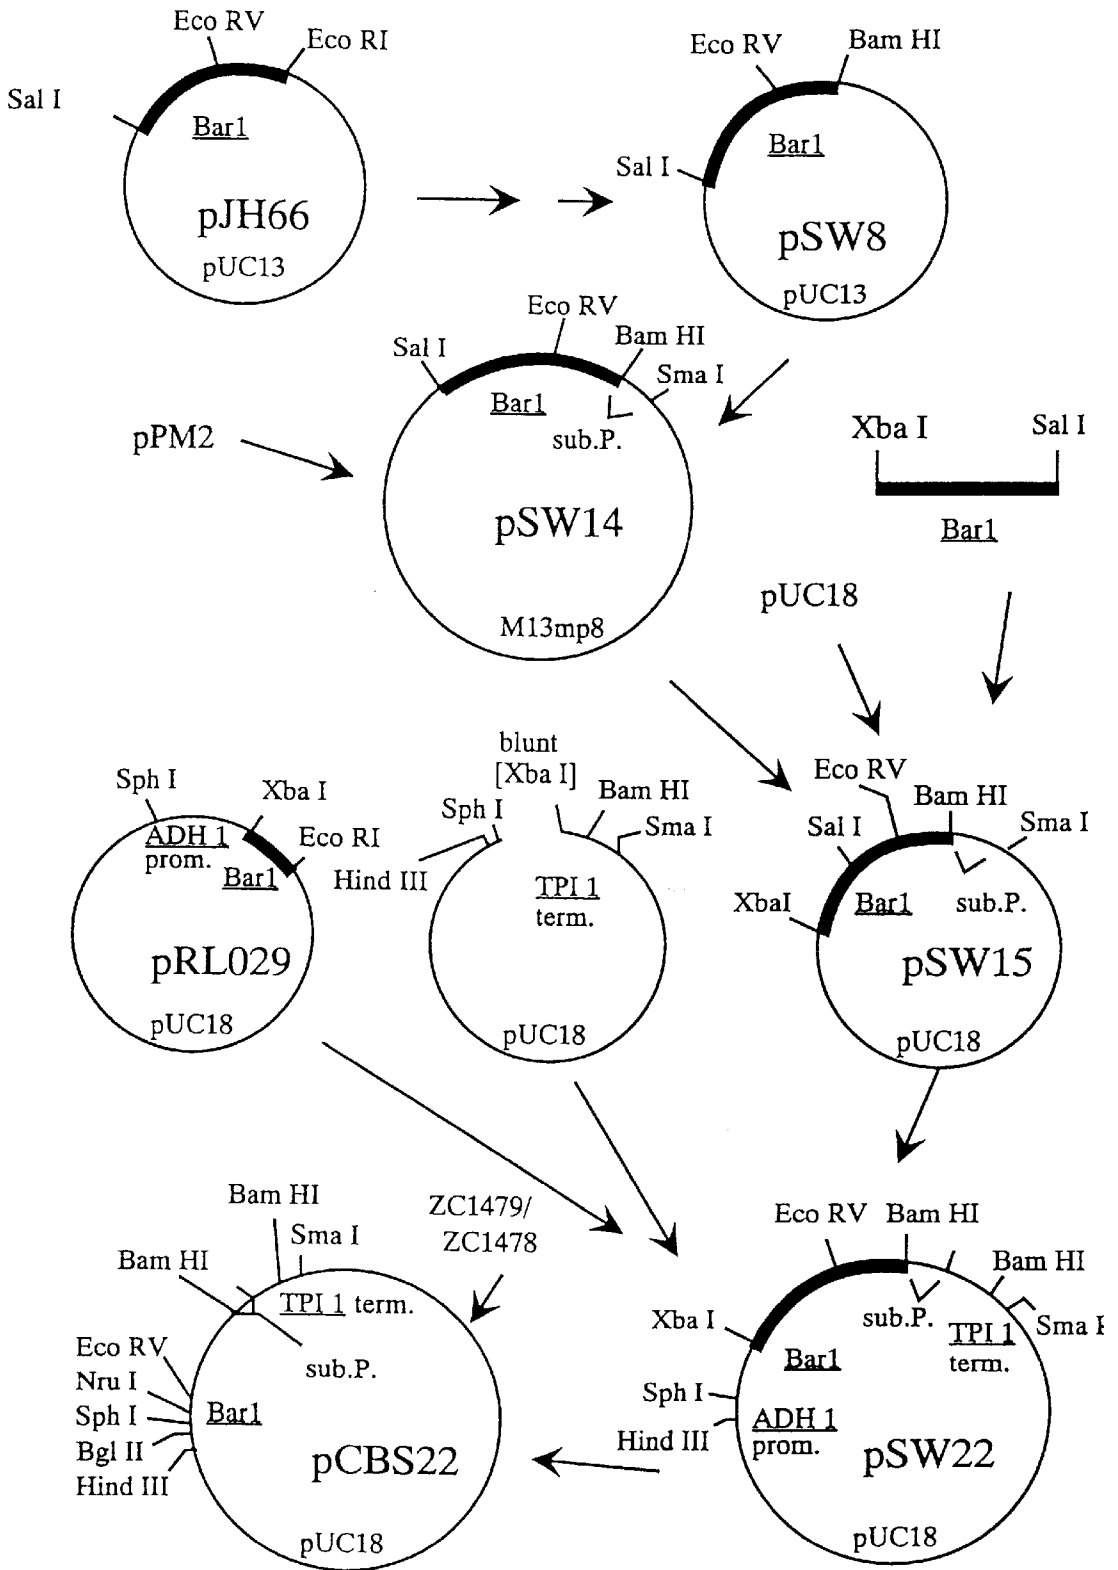 Eco RV
Eco RI
Sal I
Bar1
pJH66
pUC13
Eco RV
Bam HI
Bar1
Sal I
pSW8
pUC13
Eco RV
Bam HI
Sal I
Sma I
Bar1
sub.P.
pPM2
pSW14
M13mp8
Xba I
Sal I
Bar1
pUC18
Sph I
Xba I
ADH 1
prom.
Eco RI
Bar1
pRL029
pUC18
blunt
[Xba I]
Bam HI
Sph I
Sma I
Hind III
TPI 1
term.
pUC18
Eco RV
Bam HI
Sal I
Sma I
XbaI
Bar1
sub.P.
pSW15
pUC18
Bam HI
Sma I
Bam HI
TPI 1 term.
ZC1479/
ZC1478
Eco RV
sub.P.
Nru I
Sph I
Bar1
Bgl II
Hind III
pCBS22
pUC18
Eco RV
Bam HI
Bam HI
Sma I
Xba I
sub.P.
TPI 1
term.
Bar1
Sph I
Hind III
ADH 1
prom.
pSW22
pUC18